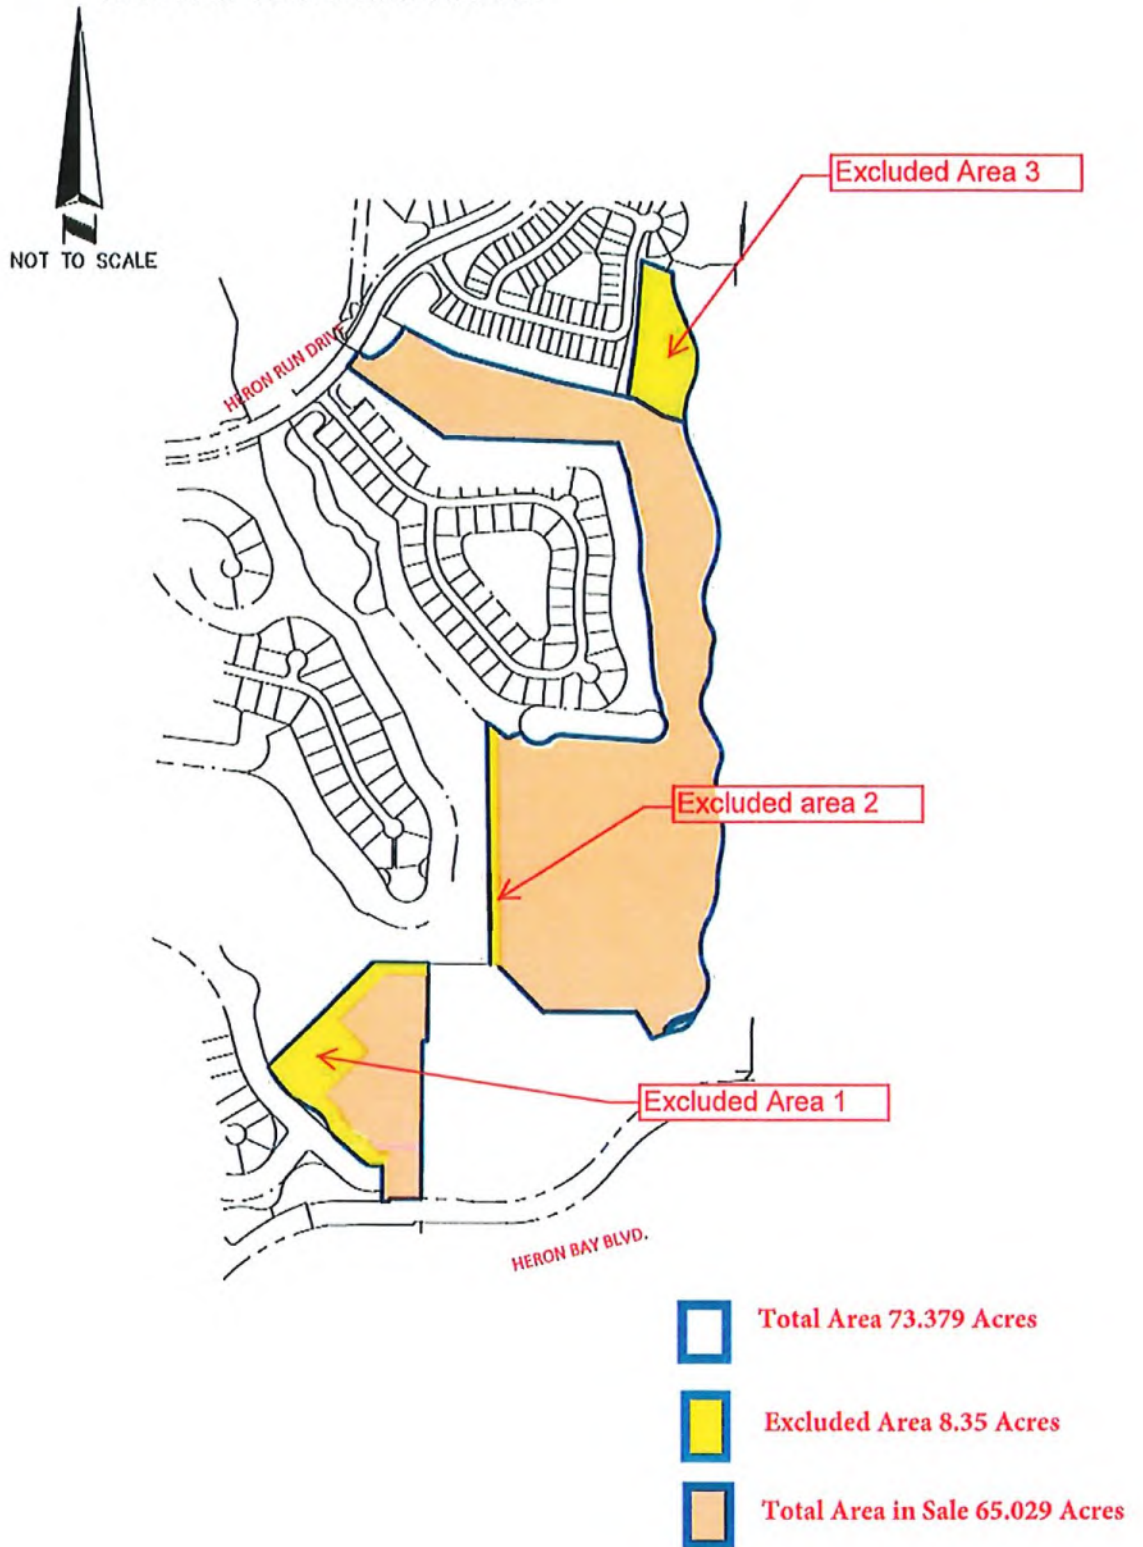 NOT TO SCALE
Excluded Area 3
HERON RUN DRIVE
Excluded area 2
Excluded Area 1
HERON BAY BLVD.
Total Area 73.379 Acres
Excluded Area 8.35 Acres
Total Area in Sale 65.029 Acres